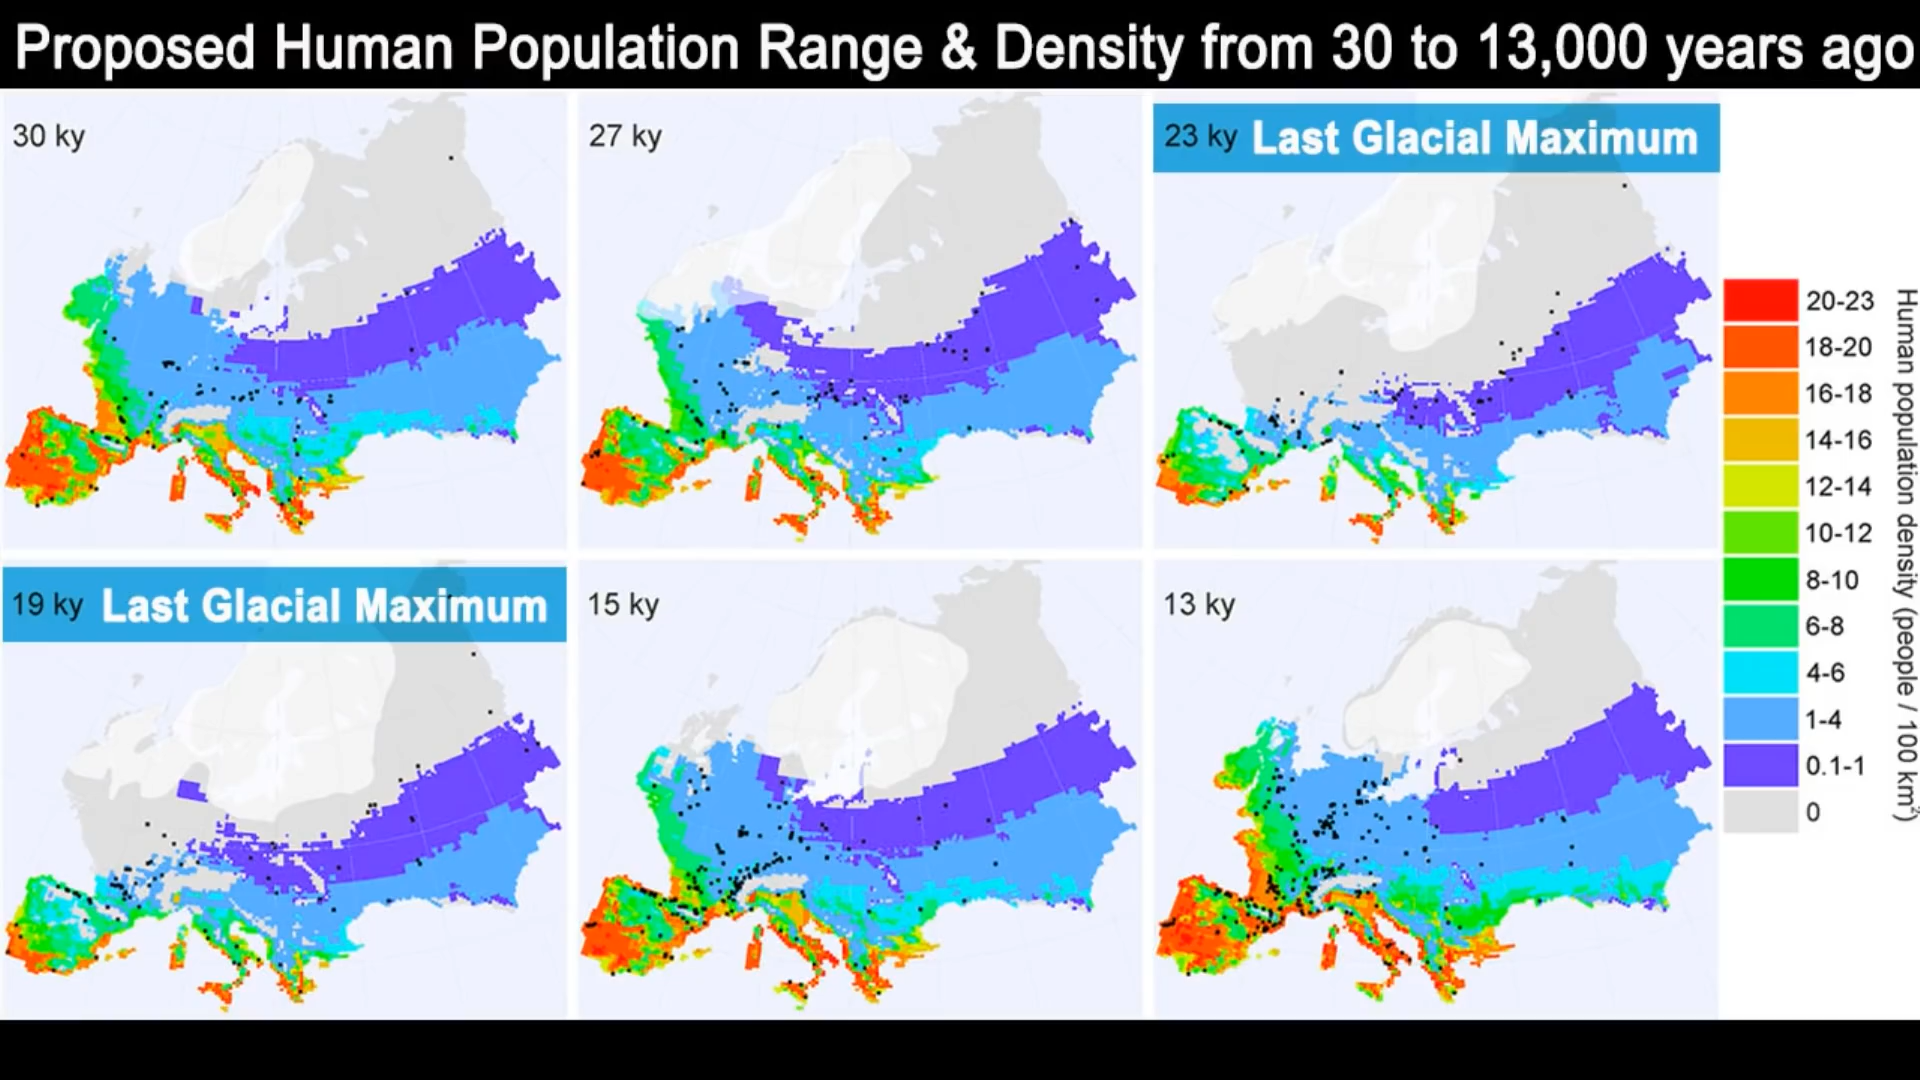 Proposed Human Population Range & Density from 30 to 13,000 years ago
30 ky
27 ky
23 ky Last Glacial Maximum
19 ky Last Glacial Maximum
15 ky
13 ky
20-23
18-20
16-18
14-16
12-14
10-12
8-10
6-8
4-6
1-4
0.1-1
0
Human population density (people / 100 km²)